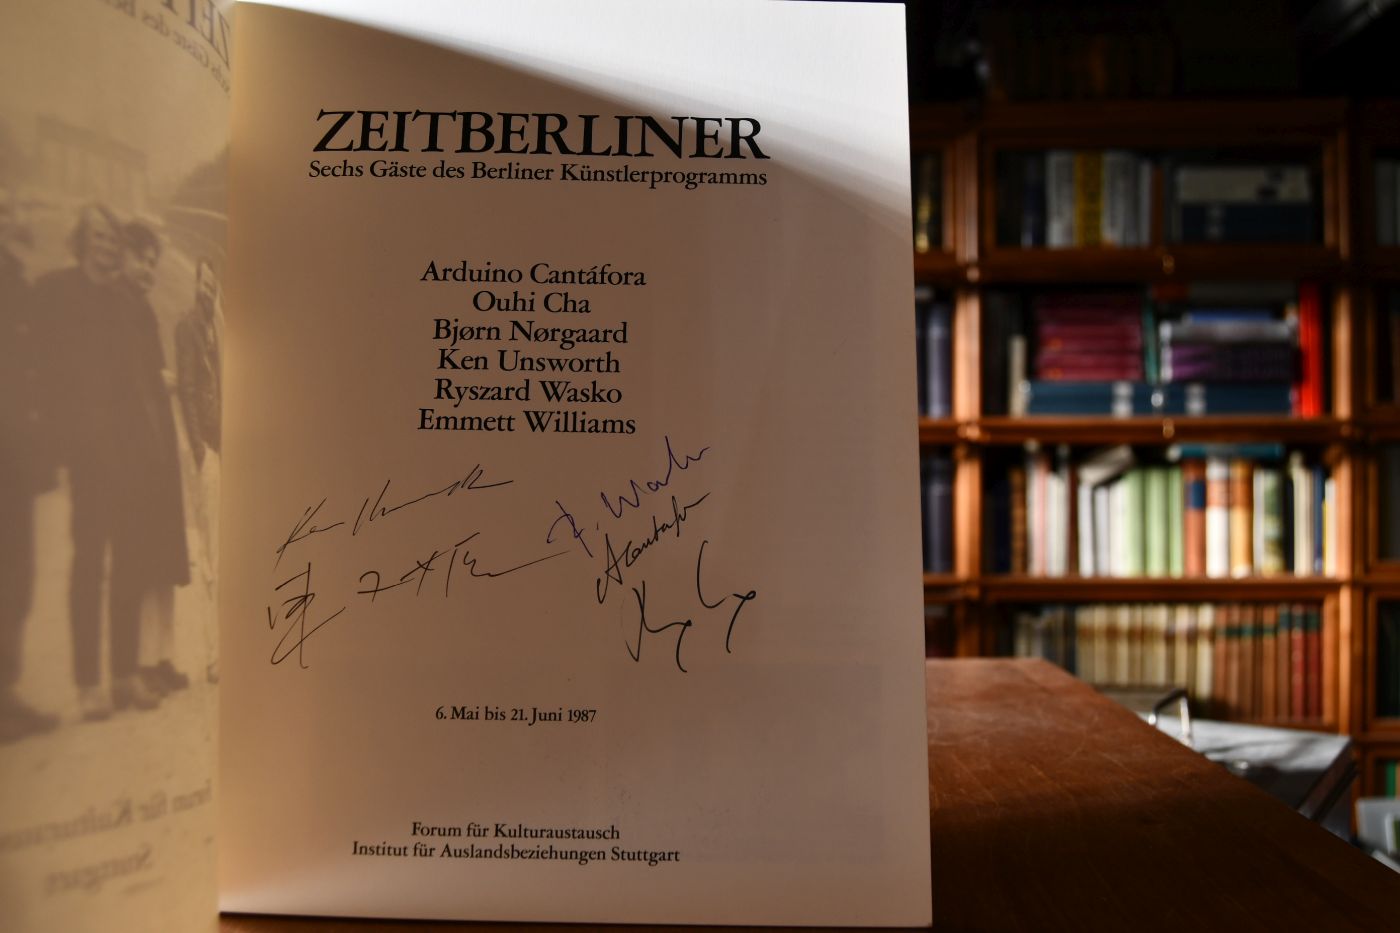 ZEITBERLINER
Sechs Gäste des Berliner Künstlerprogramms
Arduino Cantáfora
Ouhi Cha
Bjørn Nørgaard
Ken Unsworth
Ryszard Wasko
Emmett Williams
R. Wasko
6. Mai bis 21. Juni 1987
Forum für Kulturaustausch
Institut für Auslandsbeziehungen Stuttgart